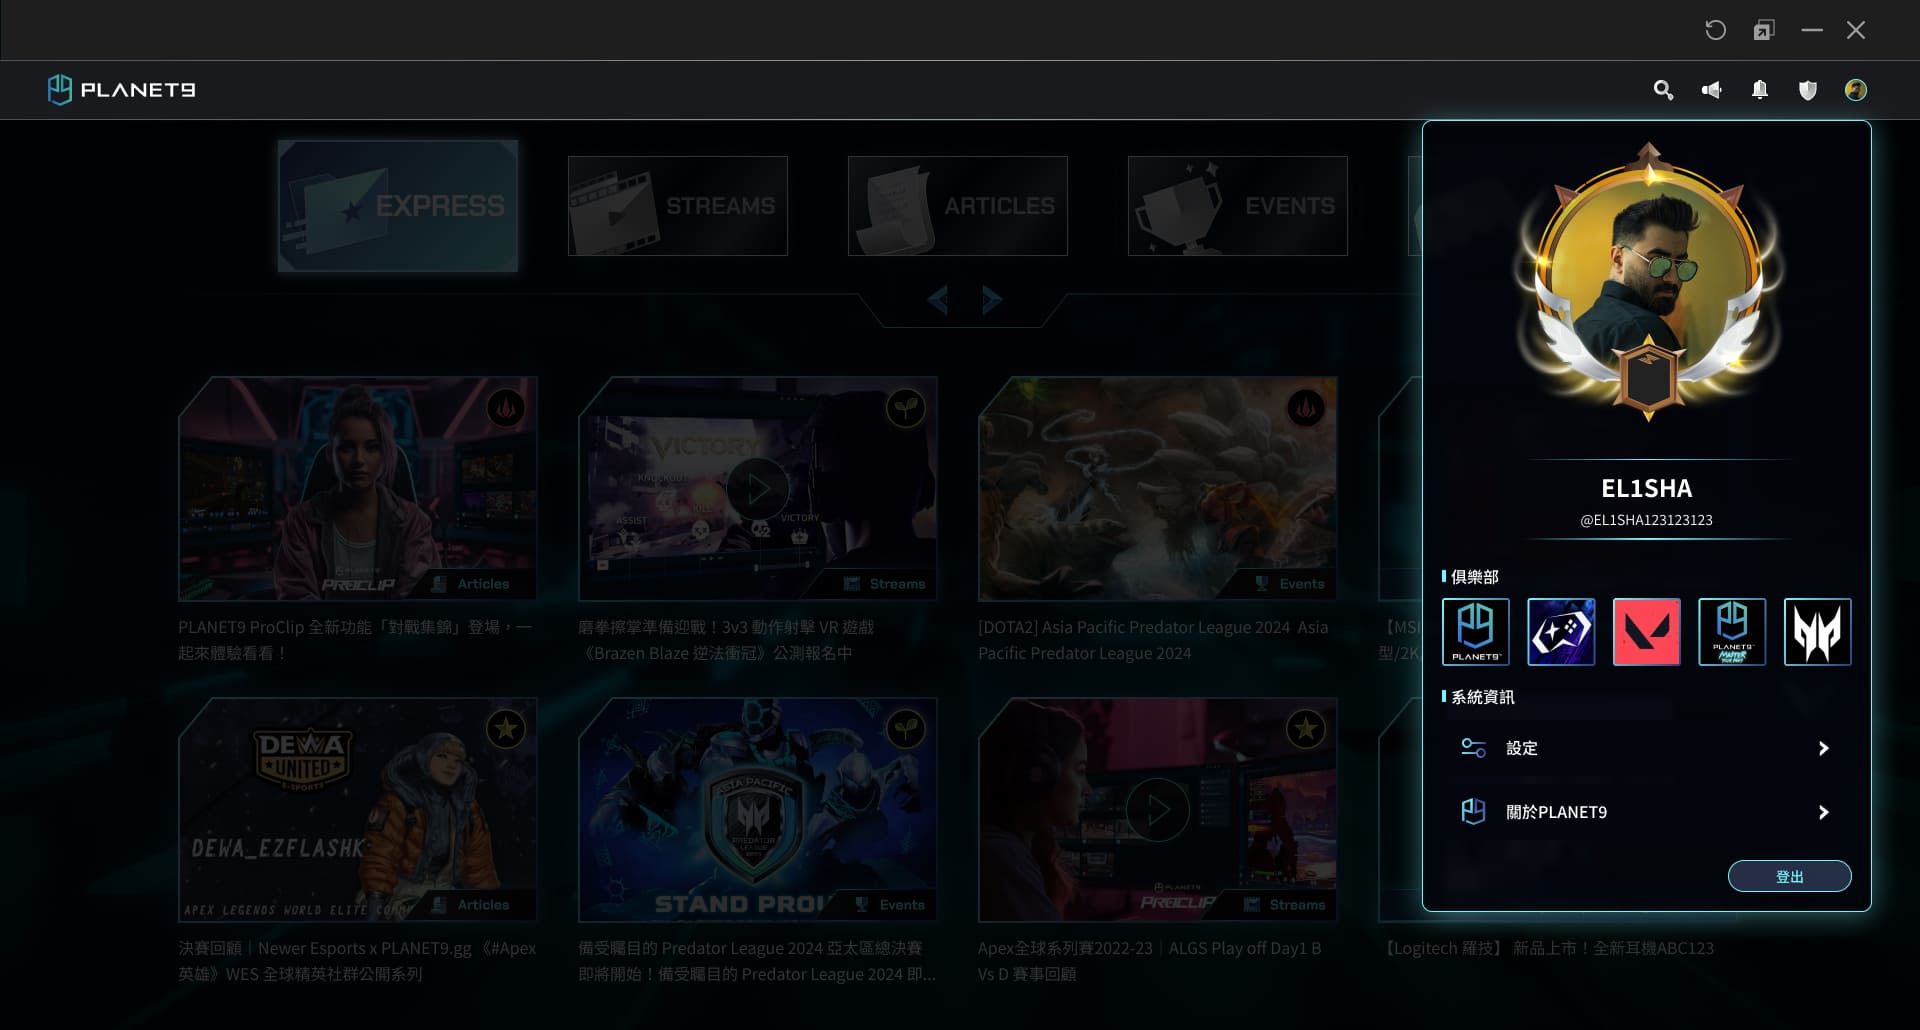 PLANET9
EXPRESS
STREAMS
ARTICLES
EVENTS
EL1SHA
@EL1SHA123123123
俱樂部
PLANET9
PLANET9
MASTER
系統資訊
設定
關於PLANET9
登出
PLANET9
PROCLIP
Articles
PLANET9 ProClip 全新功能「對戰集錦」登場，一
起來體驗看看！
VICTORY
KNOCKOUT
KILL
ASSIST
VICTORY
Streams
磨拳擦掌準備迎戰！3v3 動作射擊 VR 遊戲
《Brazen Blaze 逆法衝冠》公測報名中
Events
[DOTA2] Asia Pacific Predator League 2024 Asia
Pacific Predator League 2024
【MSI
型/2K,
DEWA
UNITED
E-SPORTS
DEWA_EZFLASHK
APEX LEGENDS WORLD ELITE COMM
Articles
決賽回顧｜Newer Esports x PLANET9.gg 《#Apex
英雄》WES 全球精英社群公開系列
ASIA PACIFIC
PREDATOR
LEAGUE
STAND PROU
Events
備受矚目的 Predator League 2024 亞太區總決賽
即將開始！備受矚目的 Predator League 2024 即...
PLANET9
PROCLIP
Streams
Apex全球系列賽2022-23｜ALGS Play off Day1 B
Vs D 賽事回顧
【Logitech 羅技】 新品上市！全新耳機ABC123